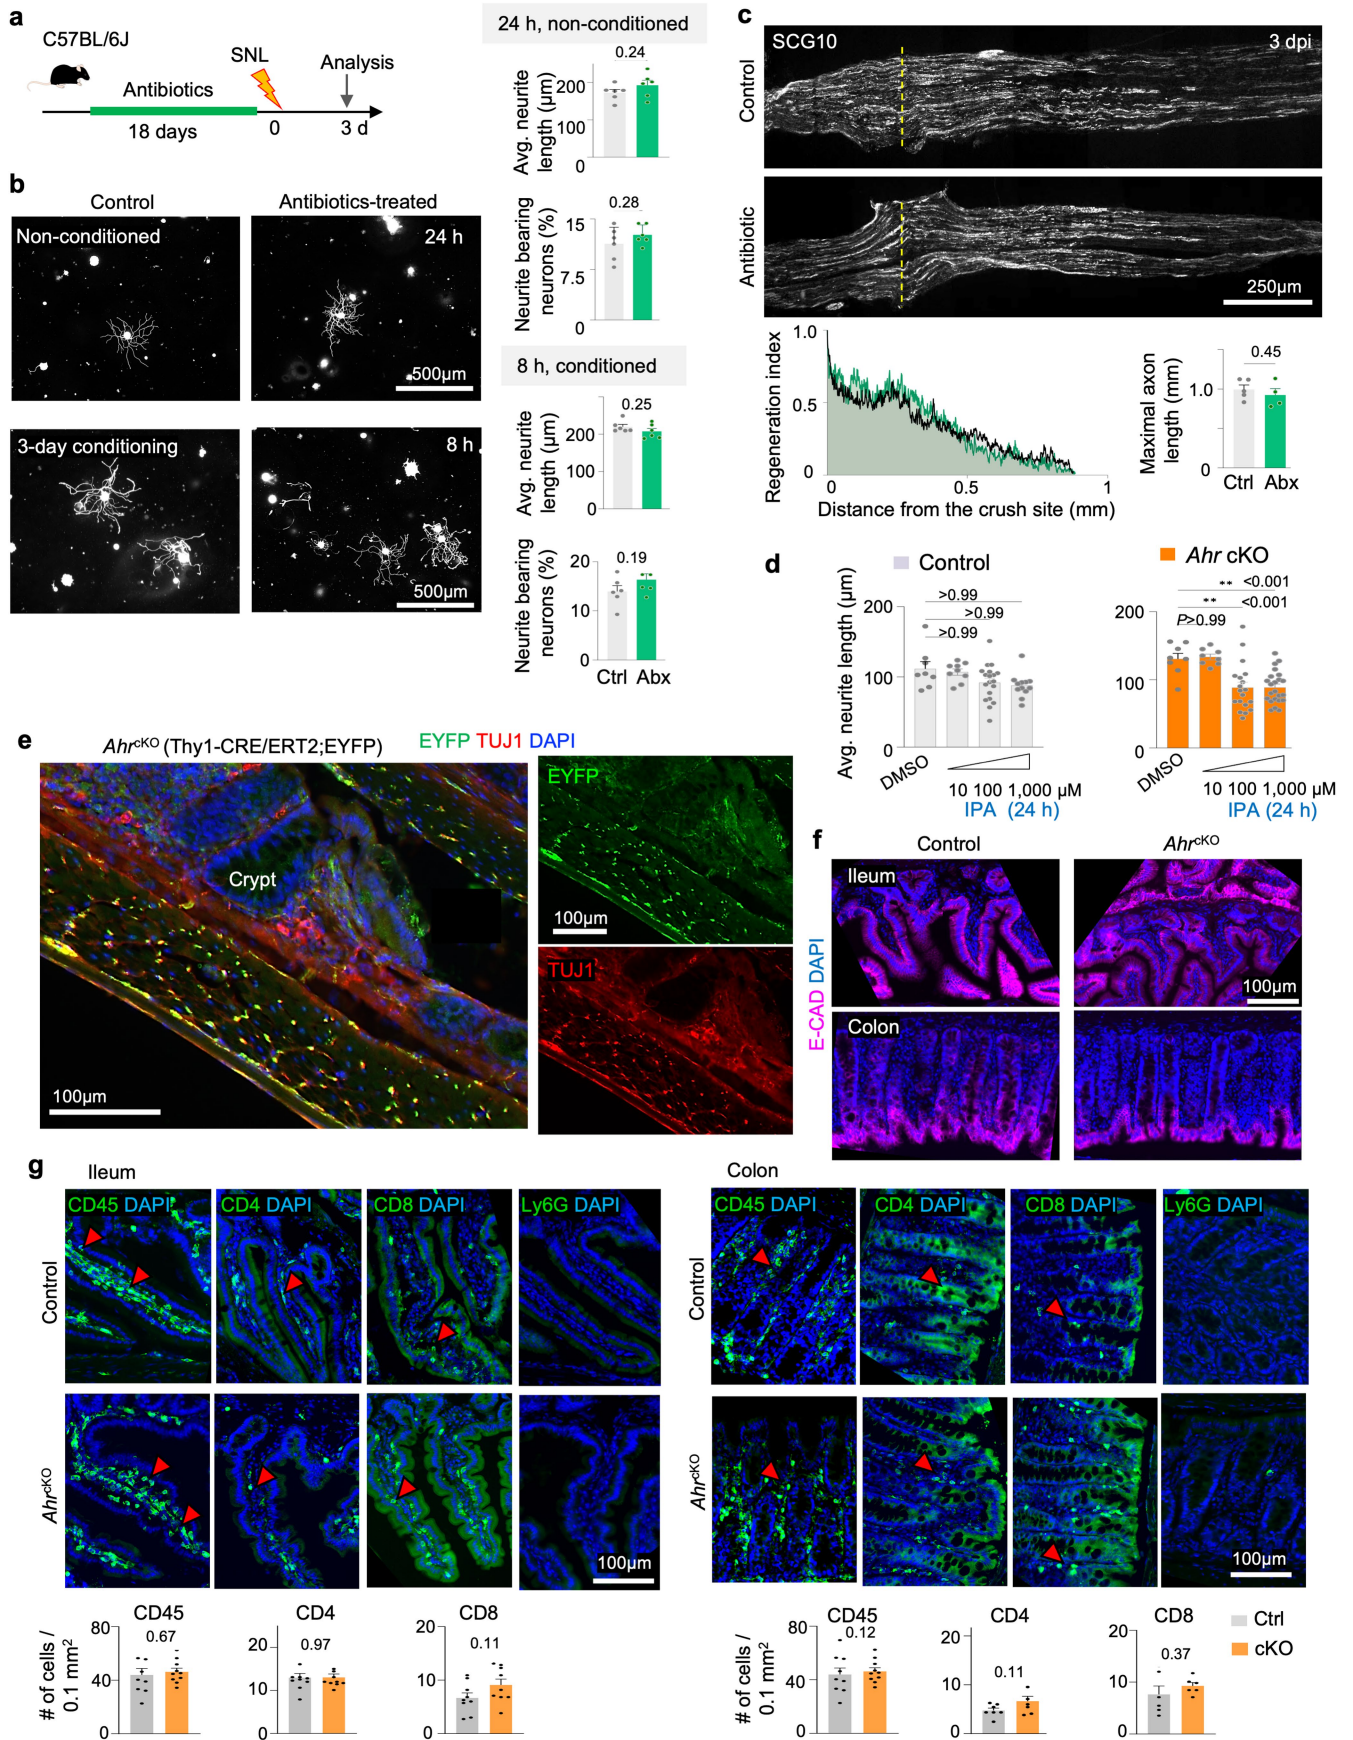 a
C57BL/6J
SNL
Analysis
Antibiotics
18 days
0
3 d
24 h, non-conditioned
0.24
Avg. neurite
length (µm)
200
100
0
0.28
Neurite bearing
neurons (%)
15
7.5
0
8 h, conditioned
0.25
Avg. neurite
length (µm)
200
100
0
0.19
Neurite bearing
neurons (%)
20
10
0
Ctrl Abx
b
Control
Antibiotics-treated
Non-conditioned
24 h
500µm
3-day conditioning
8 h
500µm
c
SCG10
3 dpi
Control
Antibiotic
250µm
Regeneration index
1.0
0.5
0
0
0.5
1
Distance from the crush site (mm)
Maximal axon
length (mm)
0.45
1.0
0
Ctrl Abx
d
Control
Avg. neurite length (µm)
200
100
0
>0.99
>0.99
>0.99
DMSO
10 100 1,000 µM
IPA (24 h)
Ahr cKO
200
100
0
** <0.001
** <0.001
P>0.99
DMSO
10 100 1,000 µM
IPA (24 h)
e
AhrcKO (Thy1-CRE/ERT2;EYFP)
EYFP TUJ1 DAPI
Crypt
100µm
EYFP
100µm
TUJ1
f
Control
AhrcKO
E-CAD DAPI
Ileum
100µm
Colon
g
Ileum
CD45 DAPI
CD4 DAPI
CD8 DAPI
Ly6G DAPI
Control
AhrcKO
100µm
Colon
CD45 DAPI
CD4 DAPI
CD8 DAPI
Ly6G DAPI
Control
AhrcKO
100µm
# of cells /
0.1 mm2
CD45
0.67
80
40
0
CD4
0.97
20
10
0
CD8
0.11
20
10
0
# of cells /
0.1 mm2
CD45
0.12
80
40
0
CD4
0.11
20
10
0
CD8
0.37
20
10
0
Ctrl
cKO